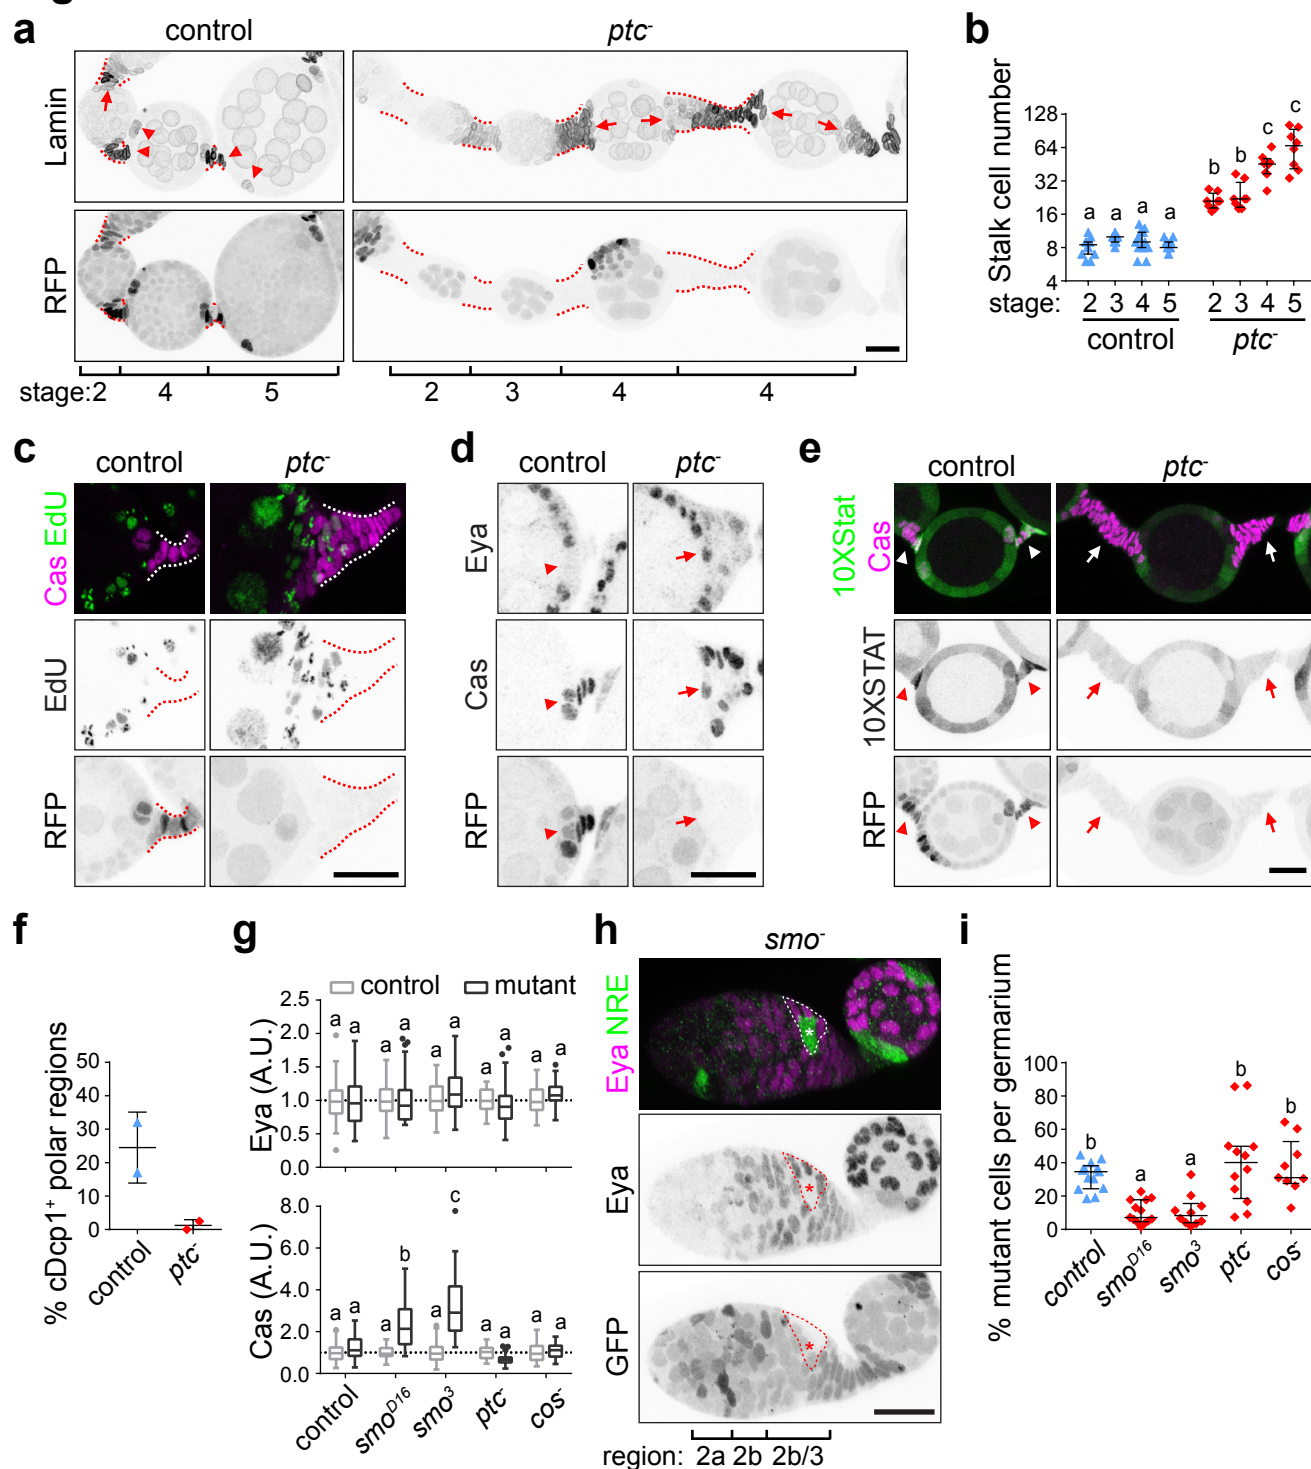 a
control
ptc-
Lamin
RFP
stage: 2 4 5
2 3 4 4
b
Stalk cell number
128
64
32
16
8
4
a a a a b b c c
stage: 2 3 4 5 2 3 4 5
control ptc-
c
control ptc-
Cas EdU
EdU
RFP
d
control ptc-
Eya
Cas
RFP
e
control ptc-
10XStat
Cas
10XSTAT
RFP
f
% cDcp1+ polar regions
50
40
30
20
10
0
control ptc-
g
control mutant
Eya (A.U.)
2.5
2.0
1.5
1.0
0.5
0.0
a a a a a a a a a a
Cas (A.U.)
8.0
6.0
4.0
2.0
0.0
a a a b a c a a a a
control smoD16 smo3 ptc- cos-
h
smo-
Eya NRE
*
Eya
*
GFP
*
region: 2a 2b 2b/3
i
% mutant cells per germarium
100
80
60
40
20
0
b a a b b
control smoD16 smo3 ptc- cos-